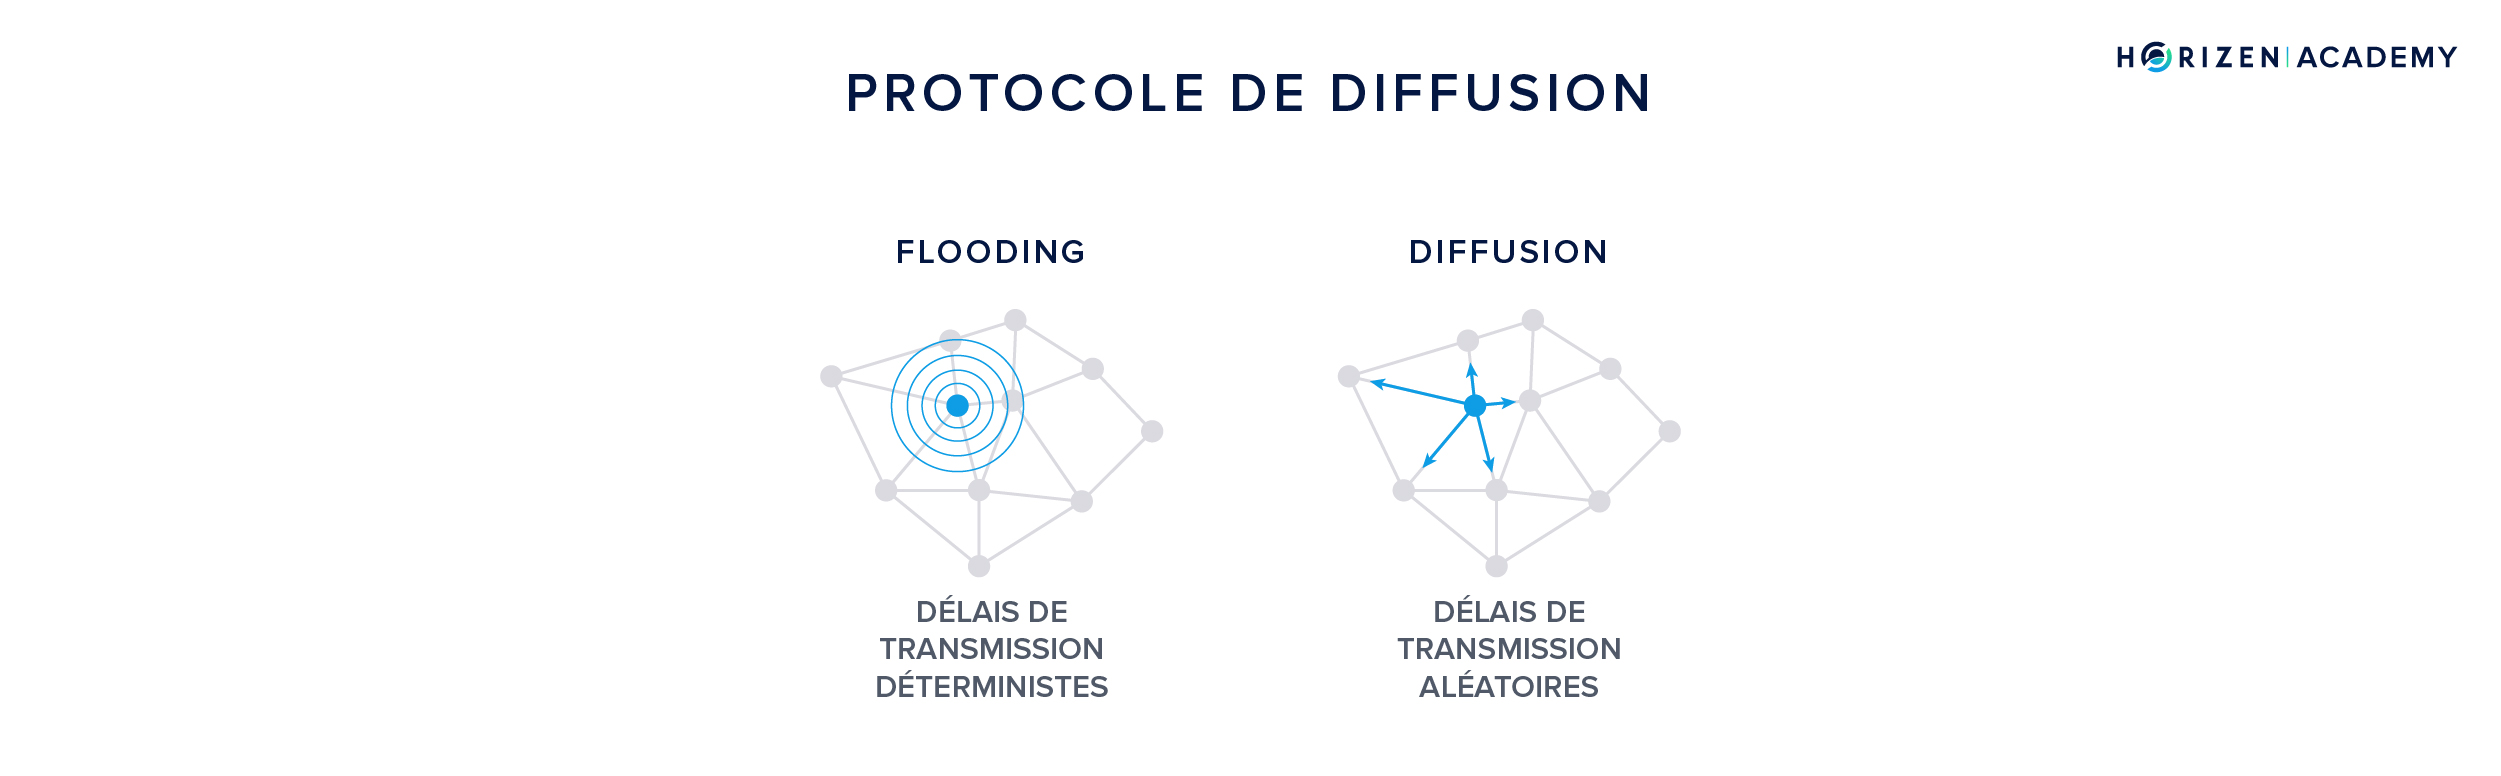 HORIZEN | ACADEMY
PROTOCOLE DE DIFFUSION
FLOODING
DÉLAIS DE
TRANSMISSION
DÉTERMINISTES
DIFFUSION
DÉLAIS DE
TRANSMISSION
ALÉATOIRES